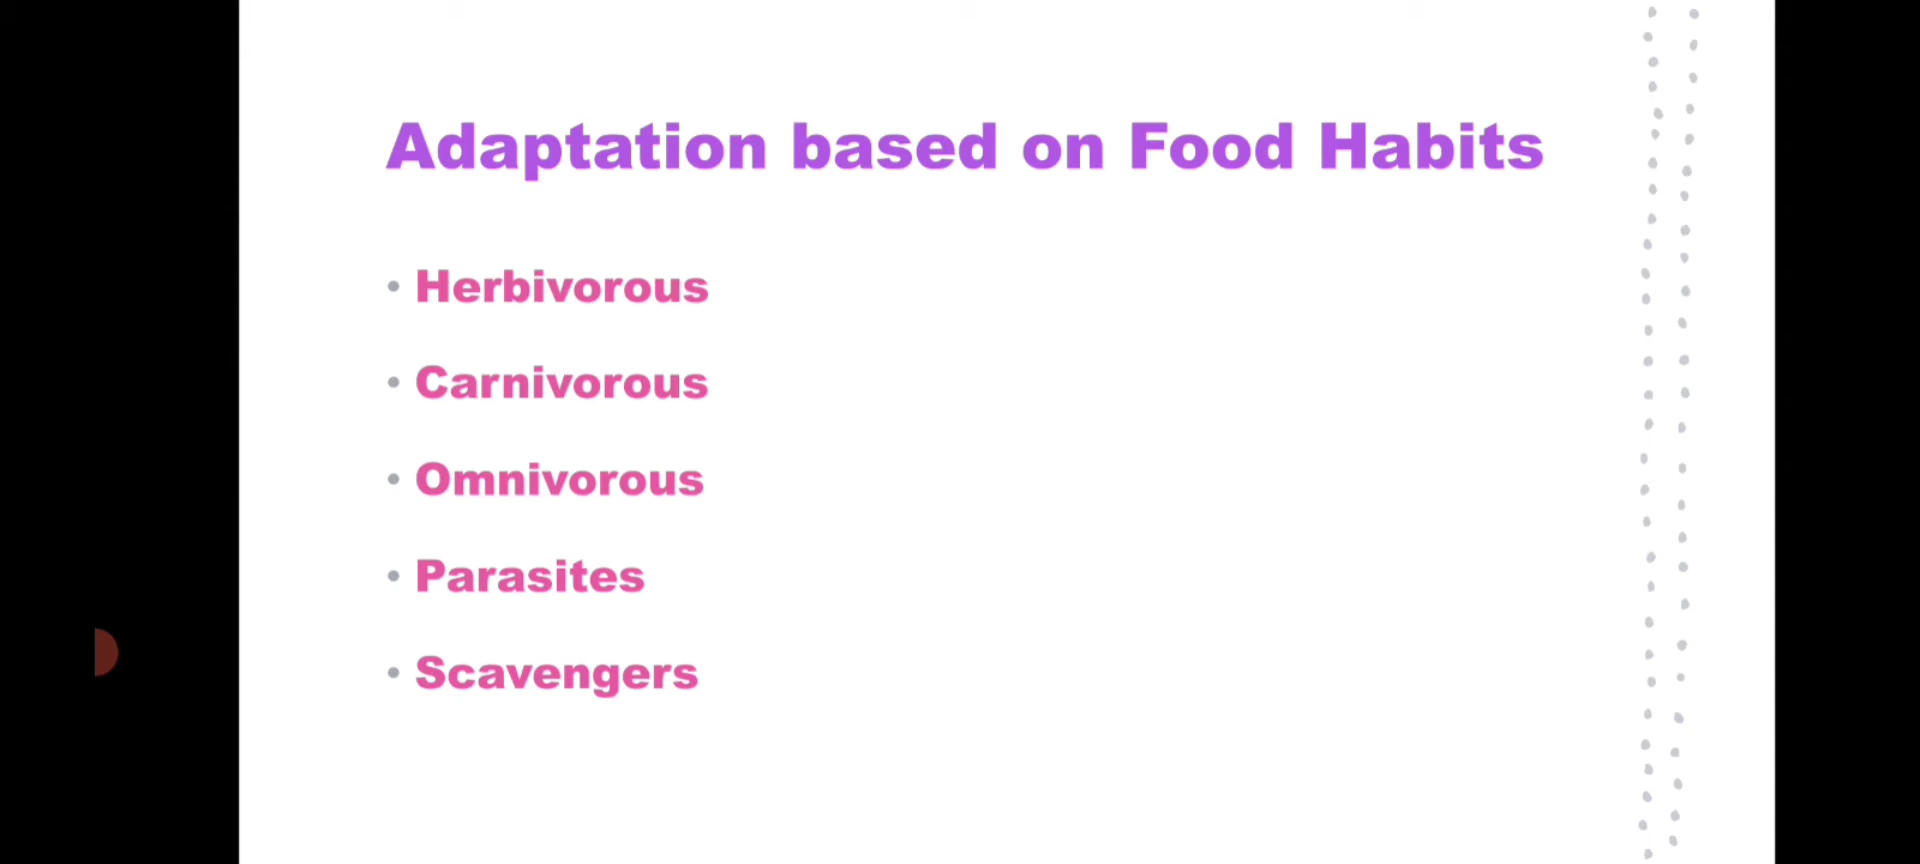 Adaptation based on Food Habits
• Herbivorous
• Carnivorous
• Omnivorous
• Parasites
• Scavengers